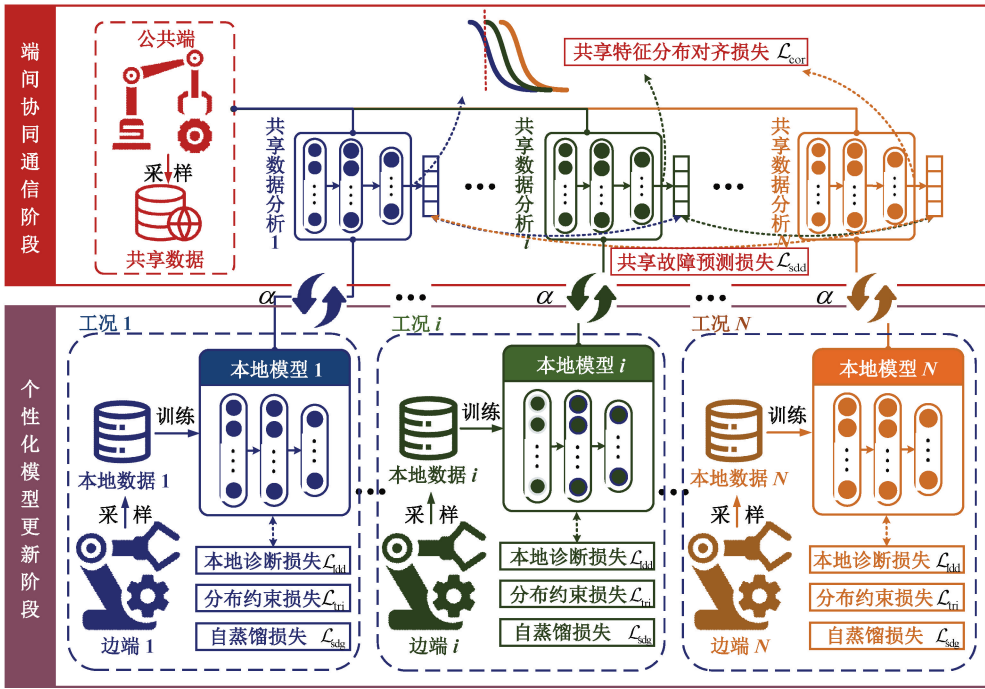 端间协同通信阶段
公共端
采样
共享数据
共享特征分布对齐损失 ℒcor
共享数据分析 1
共享数据分析 i
共享数据分析 N
共享故障预测损失 ℒsdd
α
α
α
个性化模型更新阶段
工况 1
本地模型 1
训练
本地数据 1
采样
边端 1
本地诊断损失 ℒldd
分布约束损失 ℒtri
自蒸馏损失 ℒsdg
工况 i
本地模型 i
训练
本地数据 i
采样
边端 i
本地诊断损失 ℒldd
分布约束损失 ℒtri
自蒸馏损失 ℒsdg
工况 N
本地模型 N
训练
本地数据 N
采样
边端 N
本地诊断损失 ℒldd
分布约束损失 ℒtri
自蒸馏损失 ℒsdg